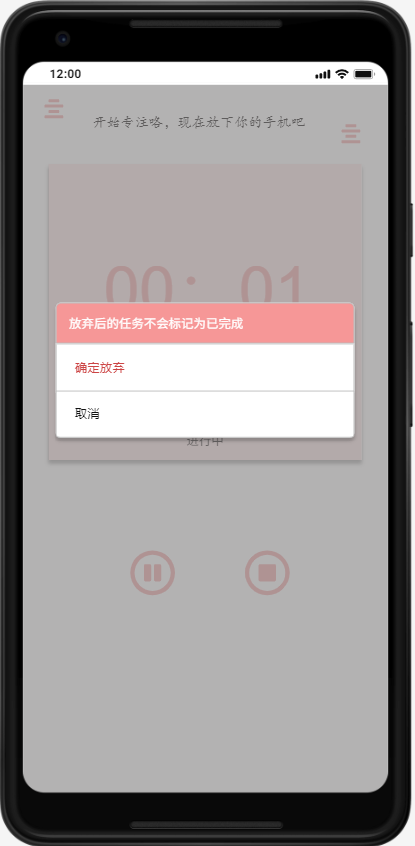 12:00
开始专注咯，现在放下你的手机吧
00：01
放弃后的任务不会标记为已完成
确定放弃
取消
进行中